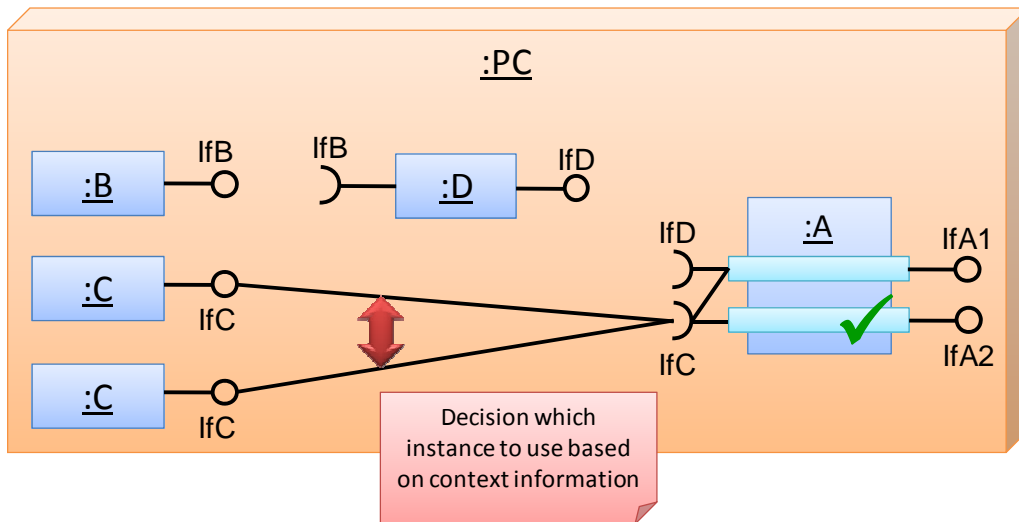 :PC
IfB
IfB
IfD
:B
:D
IfD
:A
IfA1
:C
IfC
IfC
IfA2
:C
IfC
Decision which
instance to use based
on context information